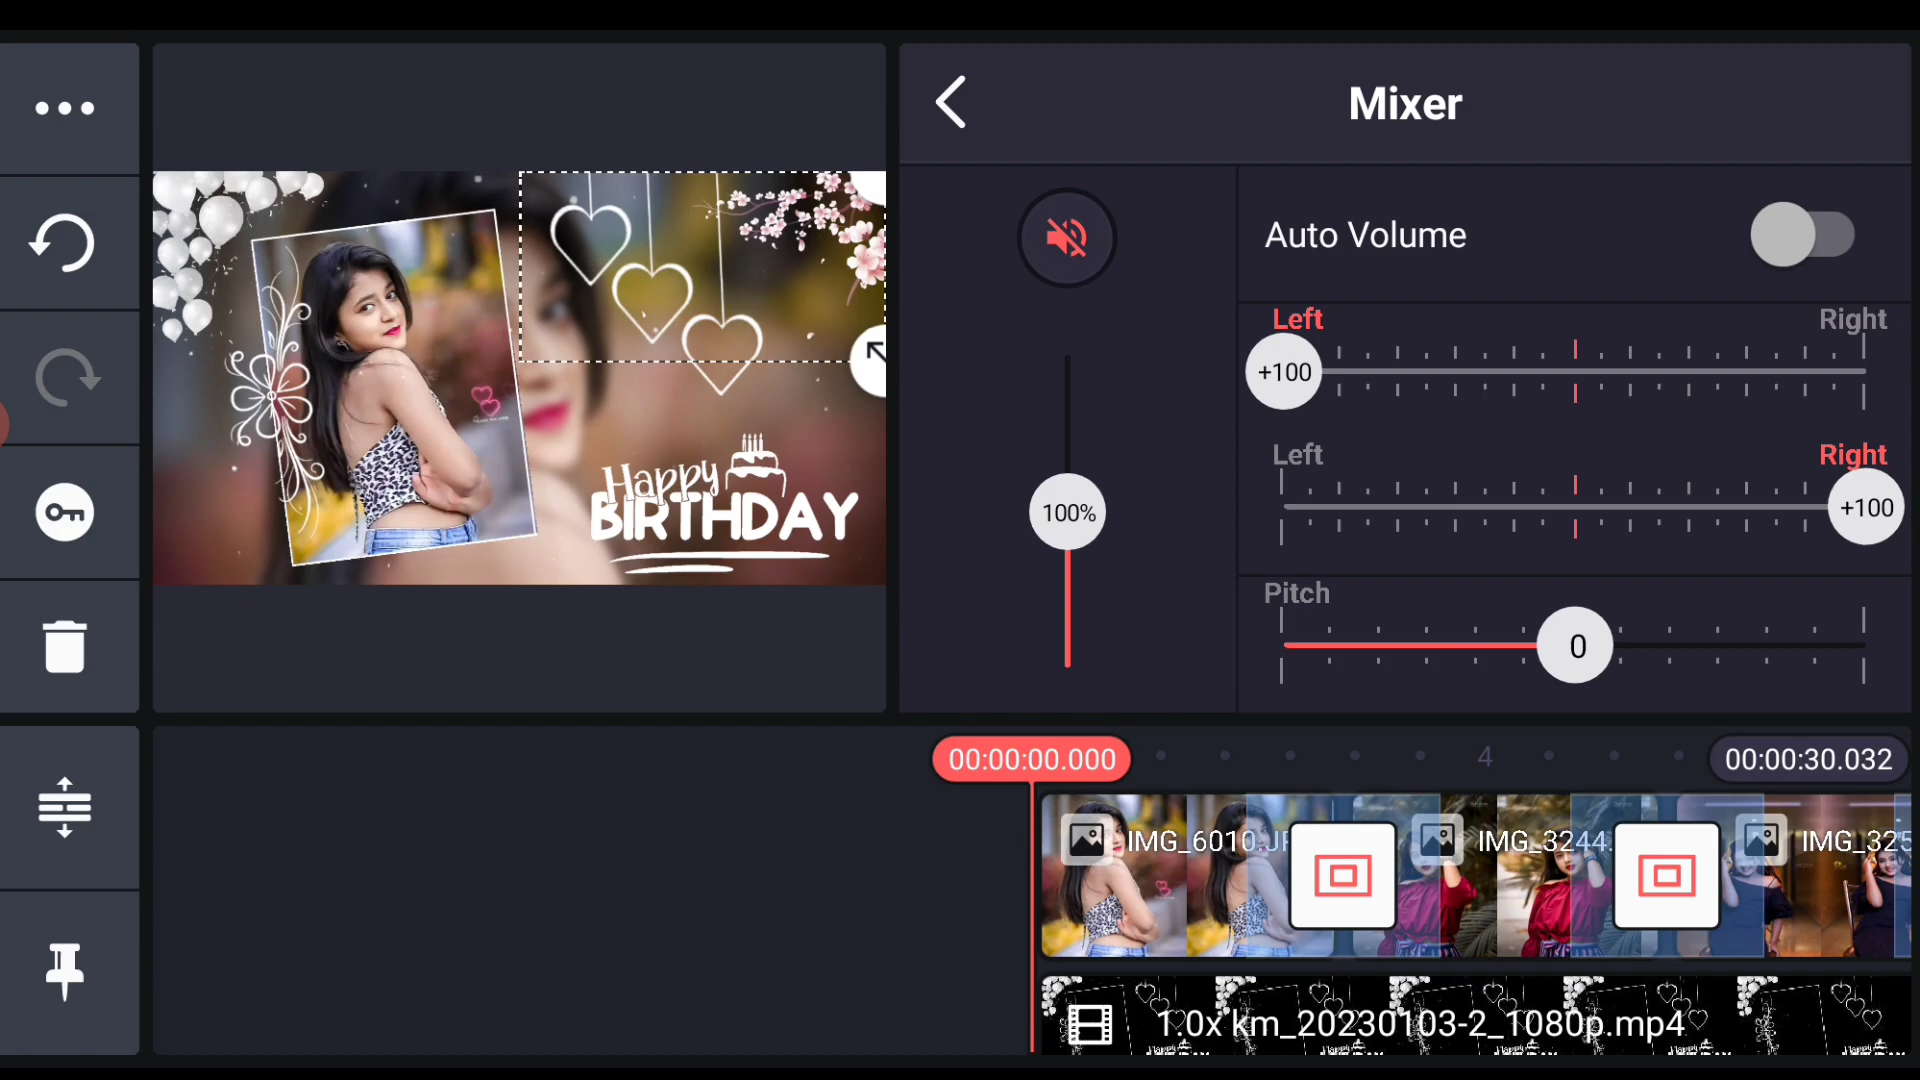 Mixer
Auto Volume
Left Right
+100
Left Right
+100
100%
Pitch
0
Happy
BIRTHDAY
00:00:00.000
4
00:00:30.032
IMG_6010.JP
IMG_3244.
IMG_325
1.0x km_20230103-2_1080p.mp4